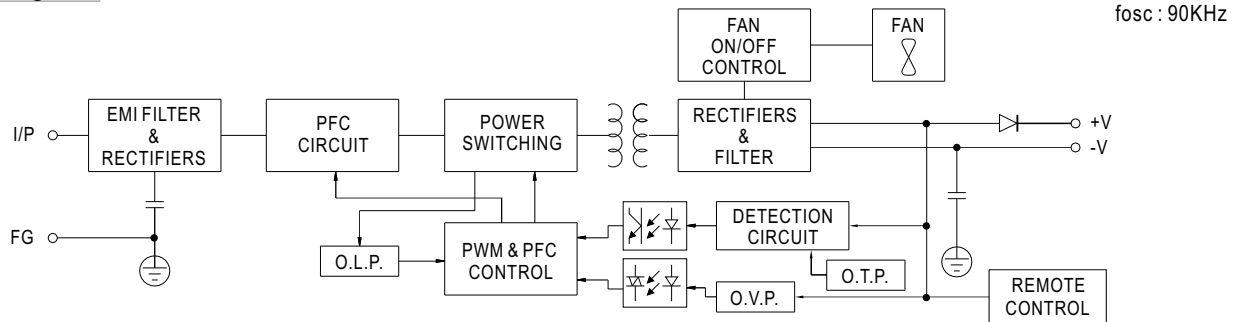 fosc : 90KHz
FAN
ON/OFF
CONTROL
FAN
I/P
EMI FILTER
&
RECTIFIERS
PFC
CIRCUIT
POWER
SWITCHING
RECTIFIERS
&
FILTER
+V
-V
FG
O.L.P.
PWM & PFC
CONTROL
DETECTION
CIRCUIT
O.T.P.
O.V.P.
REMOTE
CONTROL